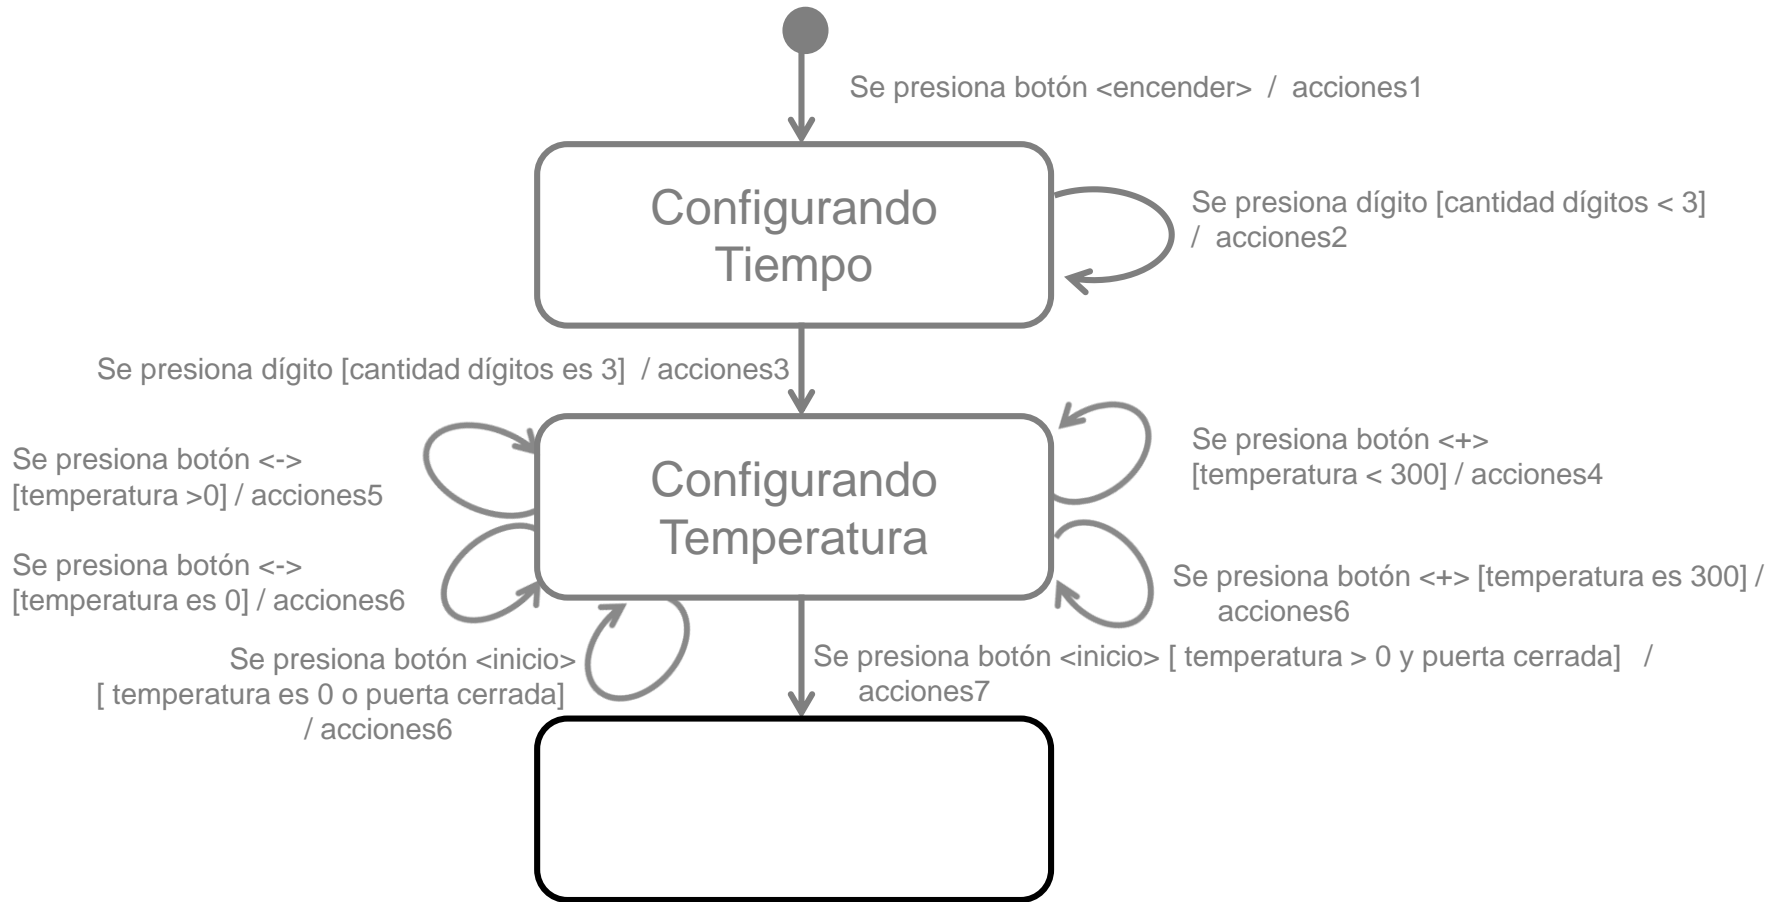 Se presiona botón <encender> / acciones1
Configurando
Tiempo
Se presiona dígito [cantidad dígitos < 3]
/ acciones2
Se presiona dígito [cantidad dígitos es 3] / acciones3
Se presiona botón <->
[temperatura >0] / acciones5
Configurando
Temperatura
Se presiona botón <+>
[temperatura < 300] / acciones4
Se presiona botón <->
[temperatura es 0] / acciones6
Se presiona botón <+> [temperatura es 300] /
acciones6
Se presiona botón <inicio>
[ temperatura es 0 o puerta cerrada]
/ acciones6
Se presiona botón <inicio> [ temperatura > 0 y puerta cerrada] /
acciones7